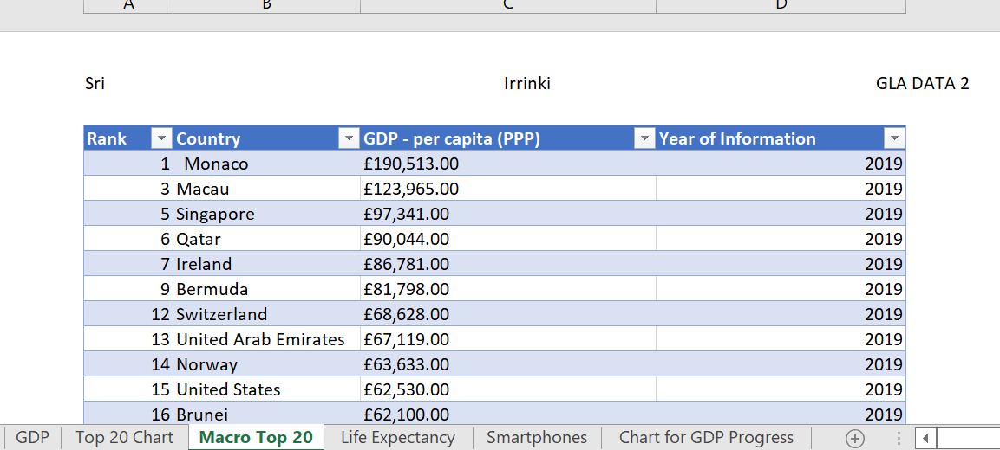 A B C D
Sri Irrinki GLA DATA 2
Rank Country GDP - per capita (PPP) Year of Information
1 Monaco £190,513.00 2019
3 Macau £123,965.00 2019
5 Singapore £97,341.00 2019
6 Qatar £90,044.00 2019
7 Ireland £86,781.00 2019
9 Bermuda £81,798.00 2019
12 Switzerland £68,628.00 2019
13 United Arab Emirates £67,119.00 2019
14 Norway £63,633.00 2019
15 United States £62,530.00 2019
16 Brunei £62,100.00 2019
GDP Top 20 Chart Macro Top 20 Life Expectancy Smartphones Chart for GDP Progress